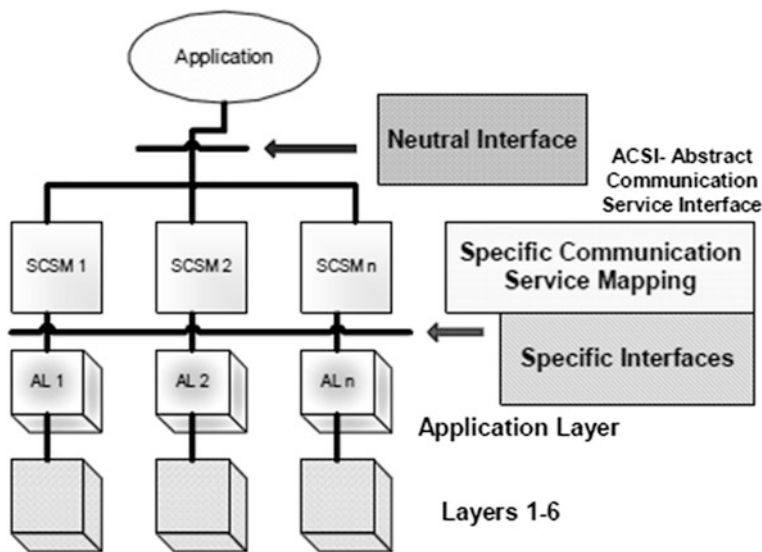 Application
Neutral Interface
ACSI- Abstract
Communication
Service Interface
SCSM 1
SCSM 2
SCSM n
Specific Communication
Service Mapping
Specific Interfaces
AL 1
AL 2
AL n
Application Layer
Layers 1-6